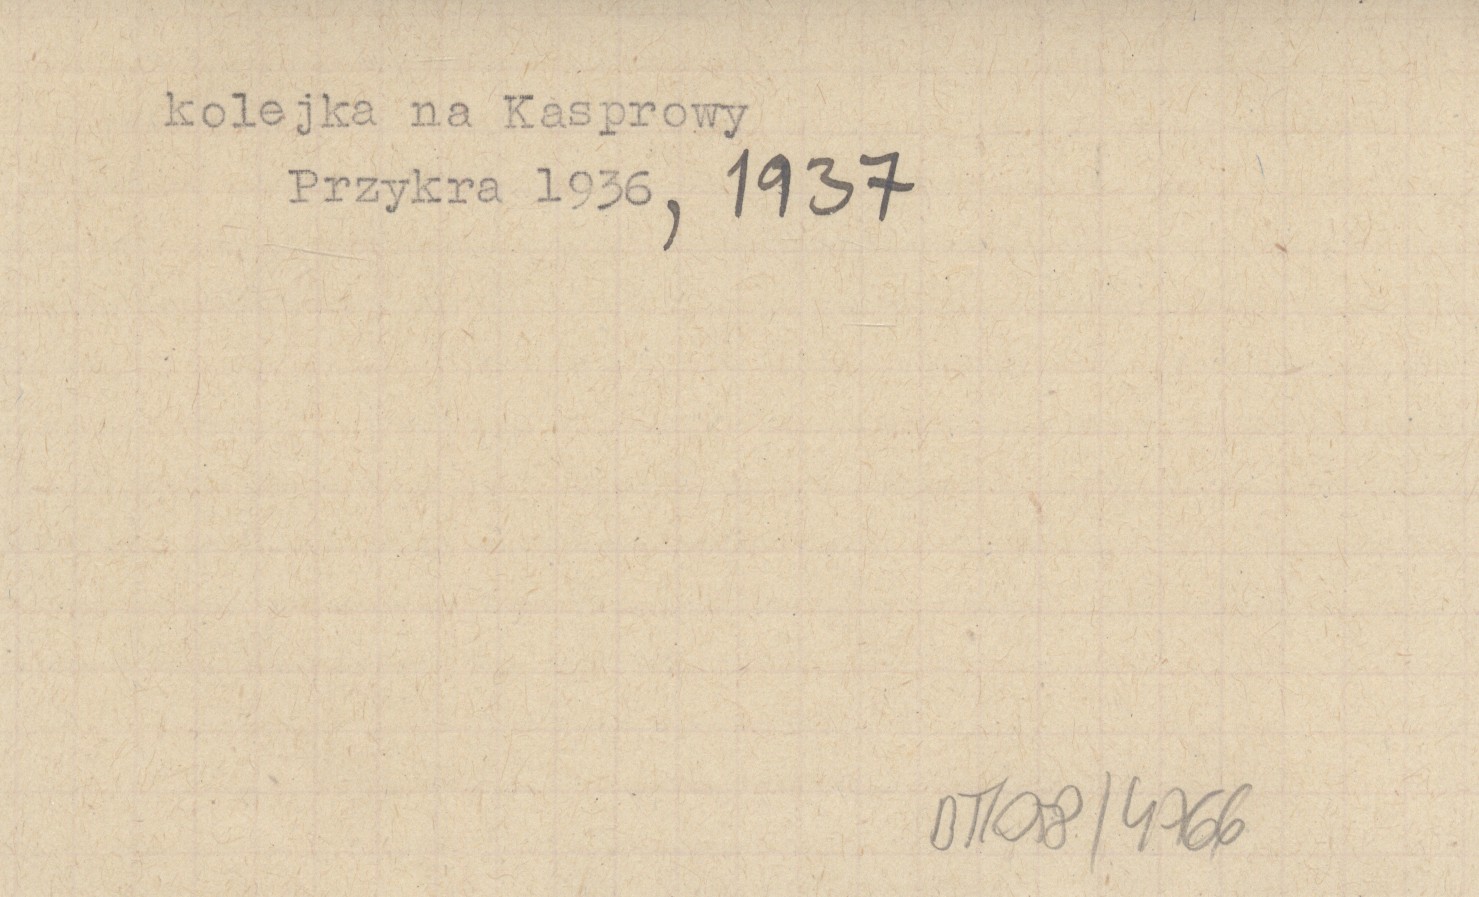 kolejka na Kasprowy
Przykra 1936, 1937